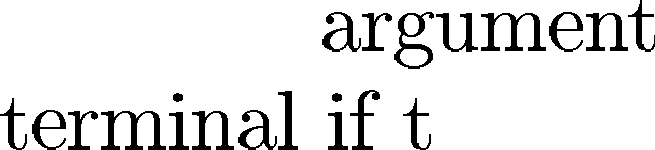 argument
terminal if t